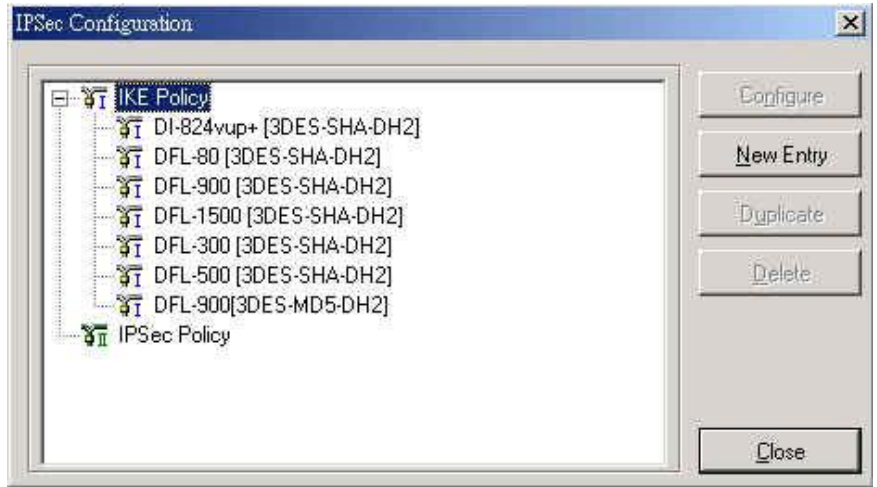 IPSec Configuration
IKE Policy
DI-824vup+ [3DES-SHA-DH2]
DFL-80 [3DES-SHA-DH2]
DFL-900 [3DES-SHA-DH2]
DFL-1500 [3DES-SHA-DH2]
DFL-300 [3DES-SHA-DH2]
DFL-500 [3DES-SHA-DH2]
DFL-900[3DES-MD5-DH2]
IPSec Policy
Configure
New Entry
Duplicate
Delete
Close